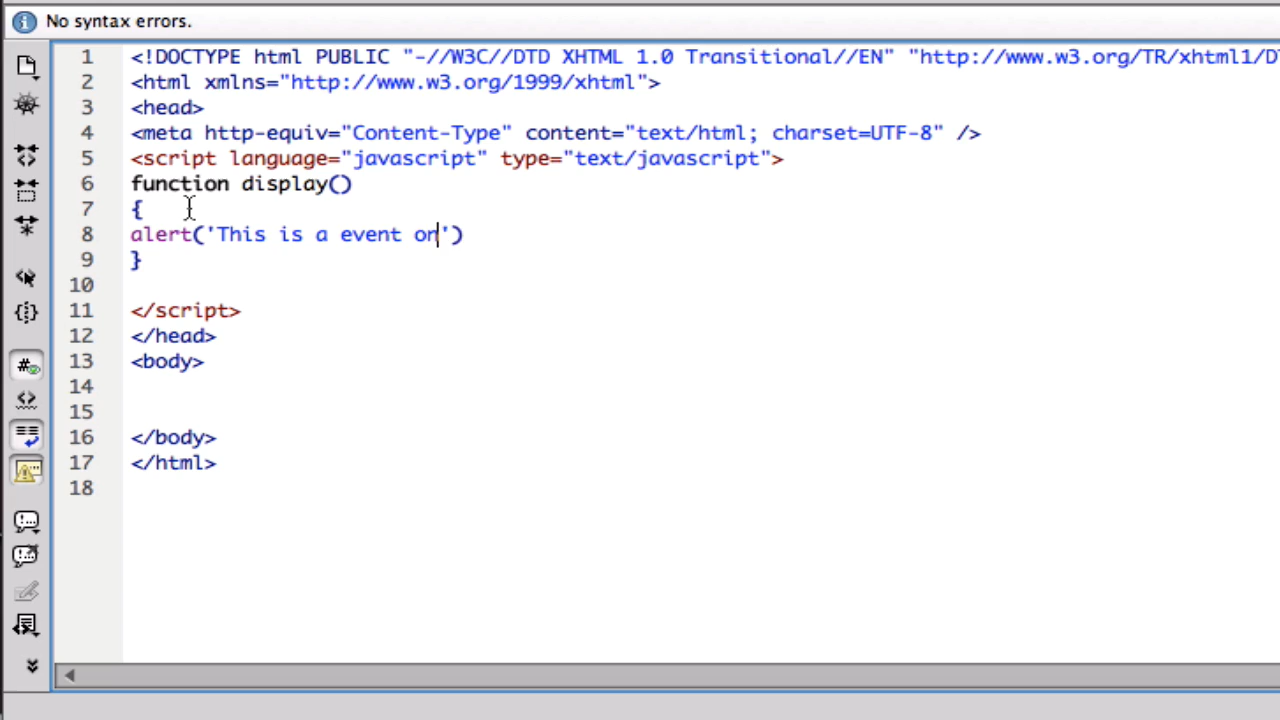 No syntax errors.
1 <!DOCTYPE html PUBLIC "-//W3C//DTD XHTML 1.0 Transitional//EN" "http://www.w3.org/TR/xhtml1/D
2 <html xmlns="http://www.w3.org/1999/xhtml">
3 <head>
4 <meta http-equiv="Content-Type" content="text/html; charset=UTF-8" />
5 <script language="javascript" type="text/javascript">
6 function display()
7 {
8 alert('This is a event on')
9 }
10
11 </script>
12 </head>
13 <body>
14
15
16 </body>
17 </html>
18